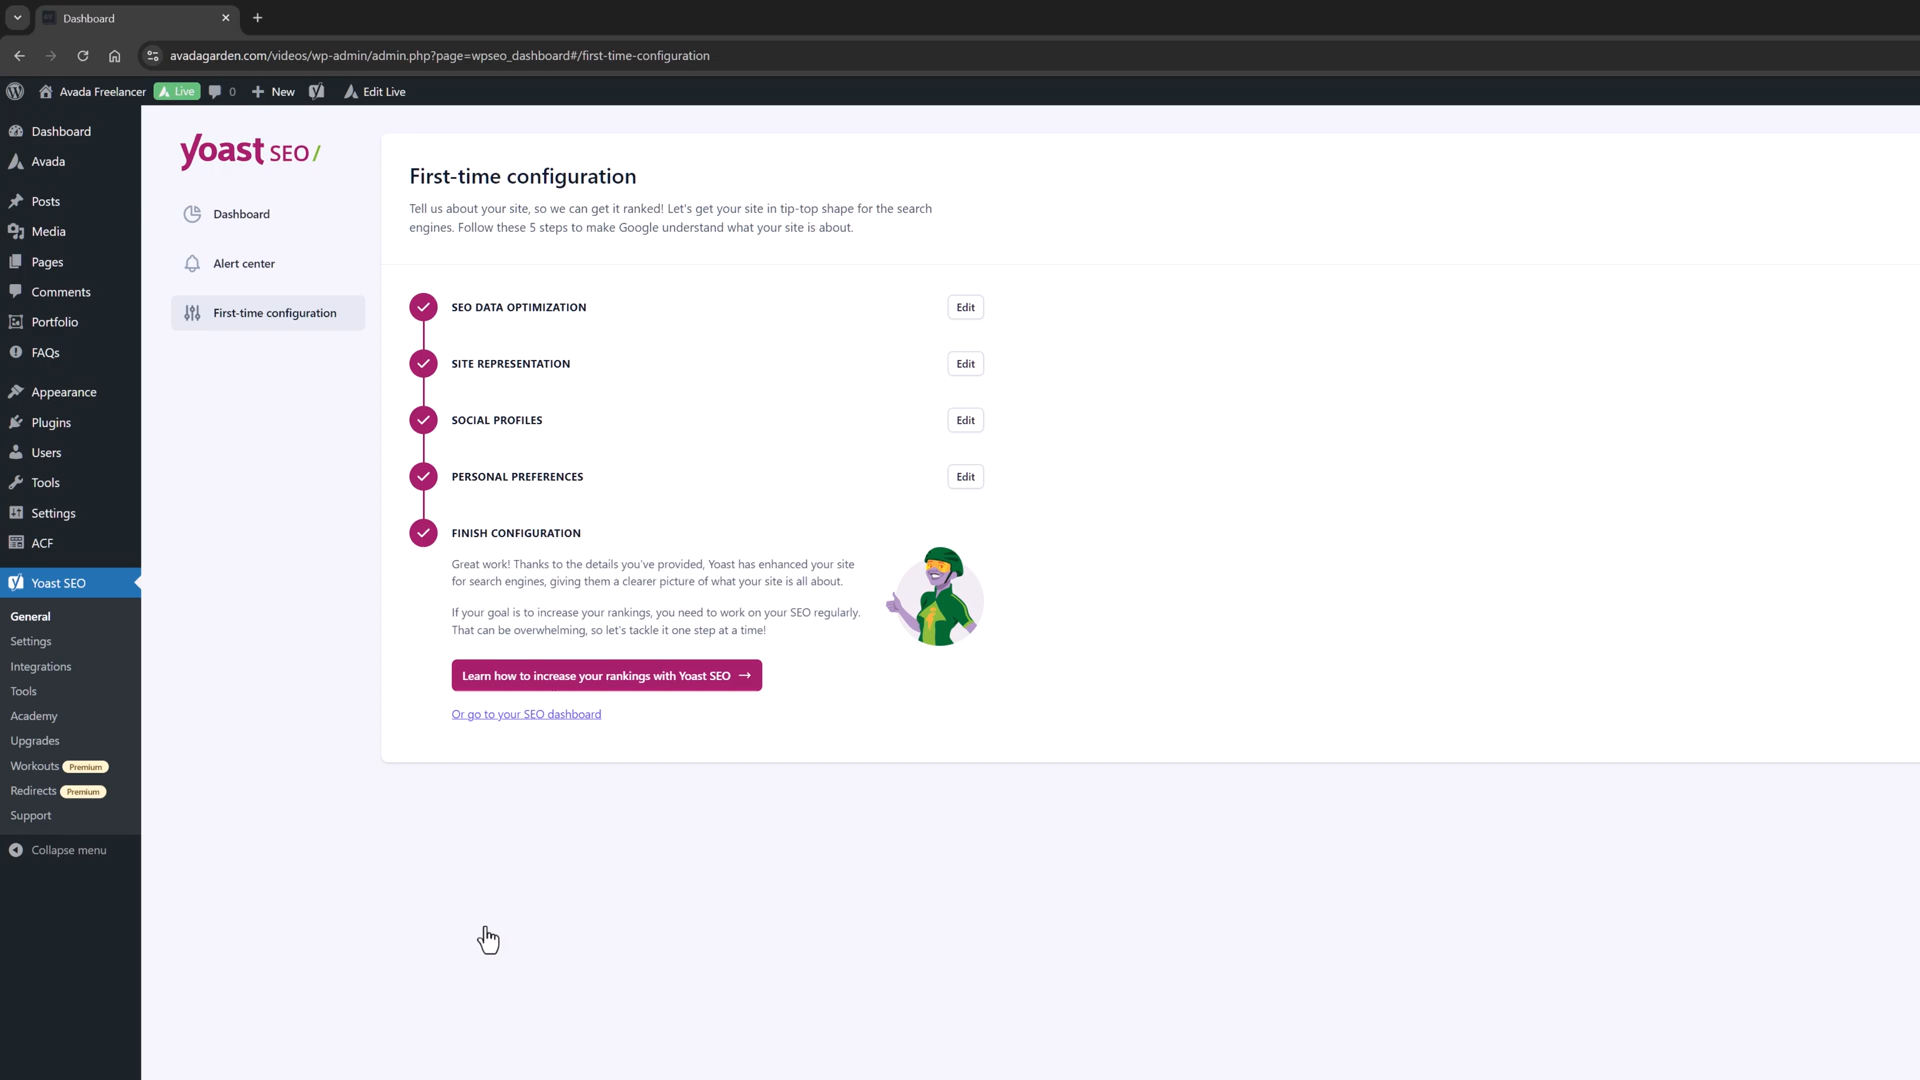 Dashboard
avadagarden.com/videos/wp-admin/admin.php?page=wpseo_dashboard#/first-time-configuration
Avada Freelancer
Live
0
New
Edit Live
Dashboard
Avada
Posts
Media
Pages
Comments
Portfolio
FAQs
Appearance
Plugins
Users
Tools
Settings
ACF
Yoast SEO
General
Settings
Integrations
Tools
Academy
Upgrades
Workouts Premium
Redirects Premium
Support
Collapse menu
yoast SEO/
Dashboard
Alert center
First-time configuration
First-time configuration
Tell us about your site, so we can get it ranked! Let's get your site in tip-top shape for the search
engines. Follow these 5 steps to make Google understand what your site is about.
SEO DATA OPTIMIZATION
Edit
SITE REPRESENTATION
Edit
SOCIAL PROFILES
Edit
PERSONAL PREFERENCES
Edit
FINISH CONFIGURATION
Great work! Thanks to the details you've provided, Yoast has enhanced your site
for search engines, giving them a clearer picture of what your site is all about.
If your goal is to increase your rankings, you need to work on your SEO regularly.
That can be overwhelming, so let's tackle it one step at a time!
Learn how to increase your rankings with Yoast SEO →
Or go to your SEO dashboard